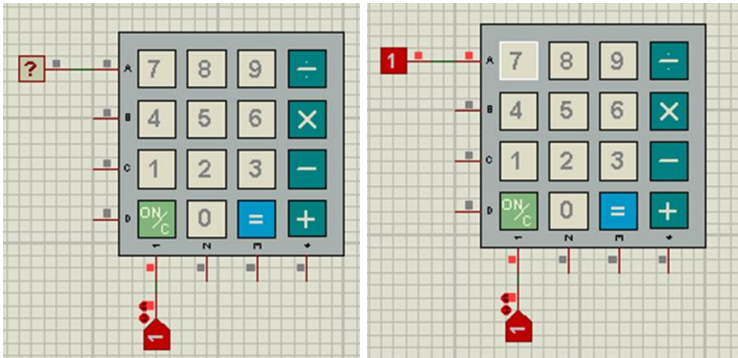 ?
A 7 8 9 ÷
B 4 5 6 ×
C 1 2 3 −
D ON/C 0 = +
1 2 3 4
1
1
A 7 8 9 ÷
B 4 5 6 ×
C 1 2 3 −
D ON/C 0 = +
1 2 3 4
1